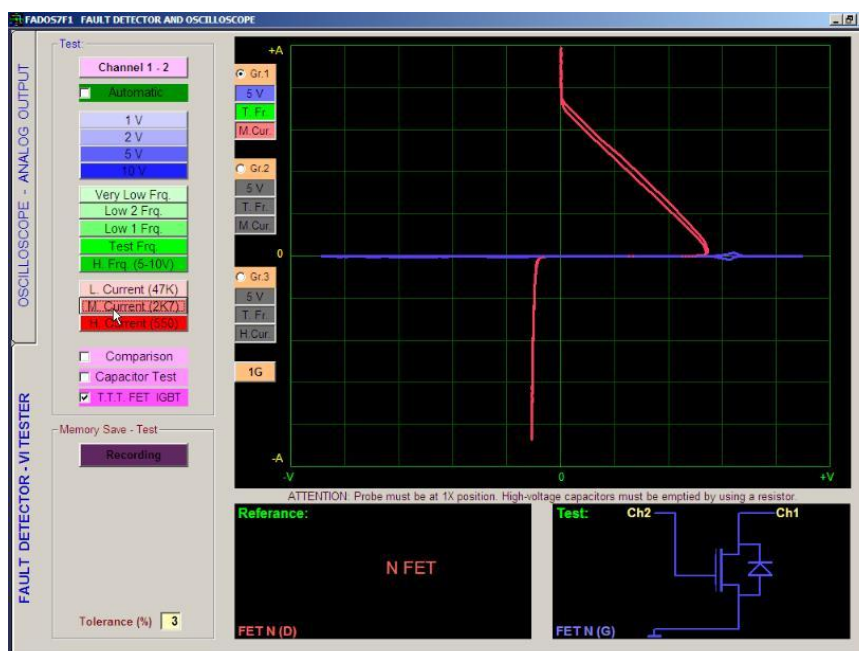 FADOS7F1 FAULT DETECTOR AND OSCILLOSCOPE
OSCILLOSCOPE - ANALOG OUTPUT
FAULT DETECTOR - VI TESTER
Test:
Channel 1 - 2
Automatic
1 V
2 V
5 V
10 V
Very Low Frq.
Low 2 Frq.
Low 1 Frq.
Test Frq.
H. Frq. (5-10V)
L. Current (47K)
M. Current (2K7)
H. Current (550)
Comparison
Capacitor Test
T.T.T. FET IGBT
Memory Save - Test
Recording
Tolerance (%) 3
Gr.1
5 V
T. Fr.
M.Cur.
Gr.2
5 V
T. Fr.
M.Cur.
Gr.3
5 V
T. Fr.
H.Cur.
1G
+A
0
-A
-V
0
+V
ATTENTION: Probe must be at 1X position. High-voltage capacitors must be emptied by using a resistor.
Referance:
N FET
FET N (D)
Test:
Ch2
Ch1
FET N (G)